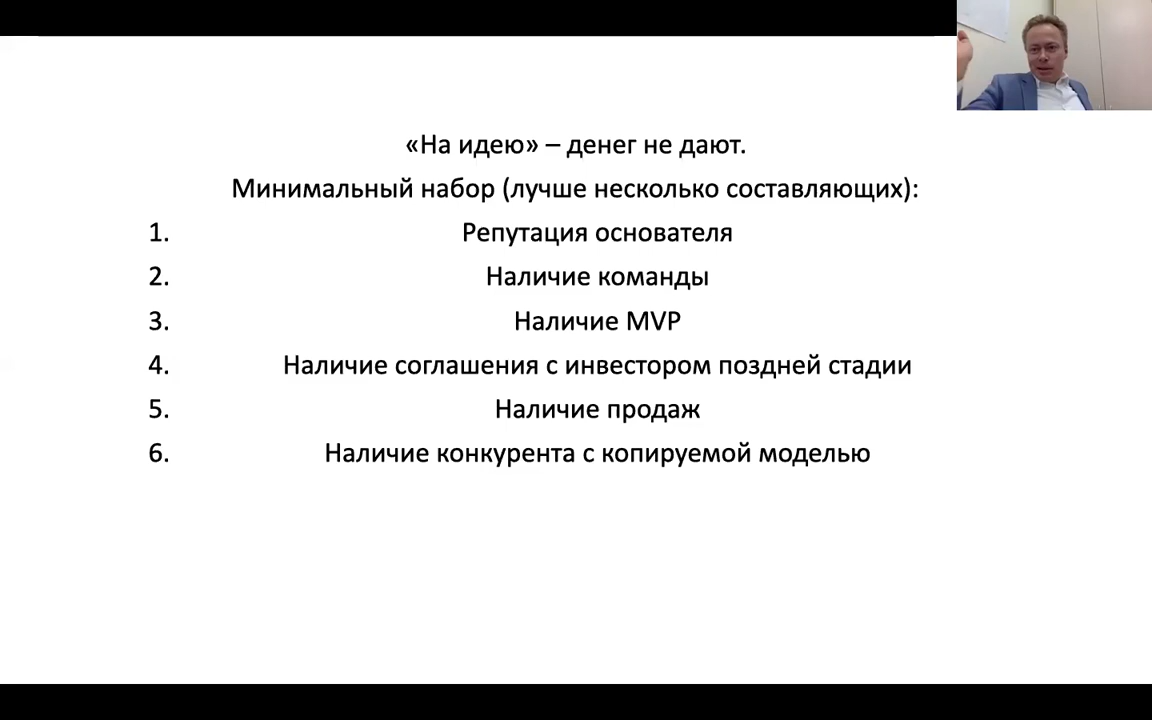 «На идею» – денег не дают.
Минимальный набор (лучше несколько составляющих):
1. Репутация основателя
2. Наличие команды
3. Наличие MVP
4. Наличие соглашения с инвестором поздней стадии
5. Наличие продаж
6. Наличие конкурента с копируемой моделью